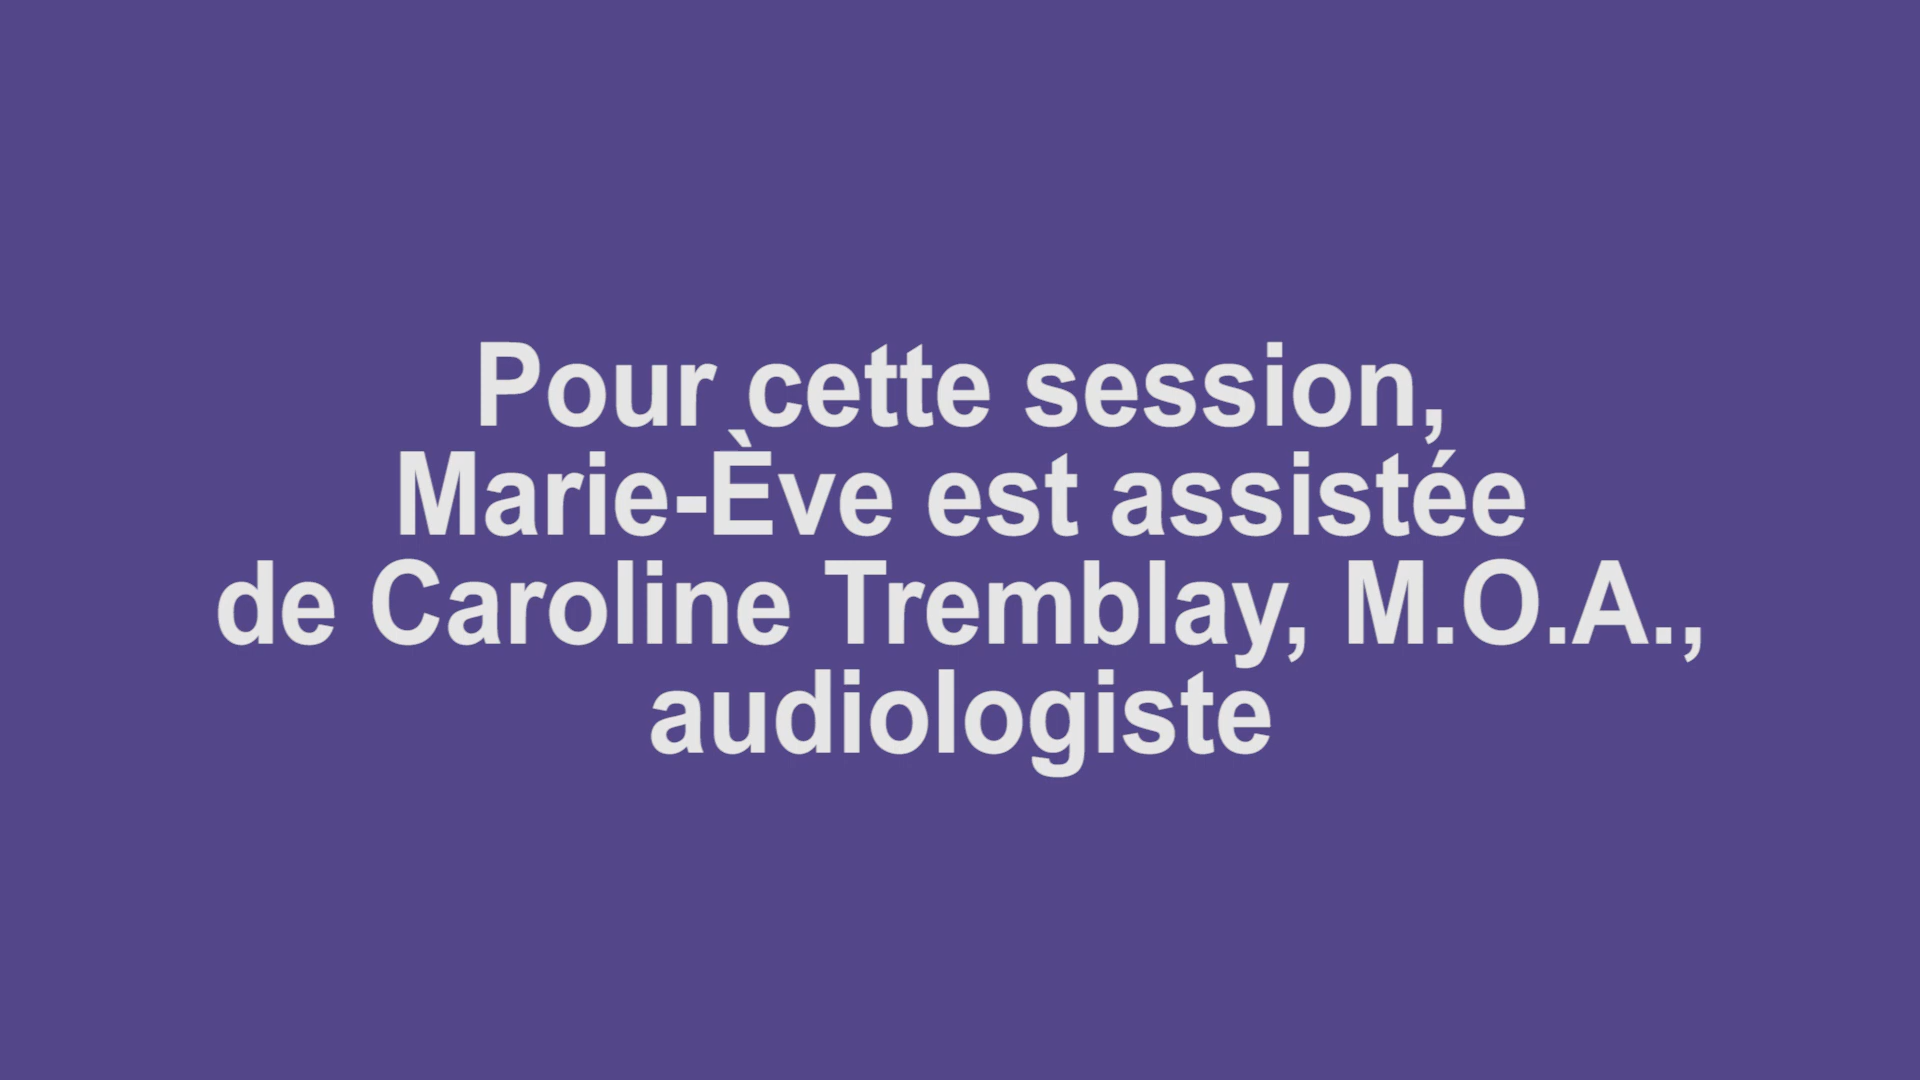 Pour cette session,
Marie-Ève est assistée
de Caroline Tremblay, M.O.A.,
audiologiste